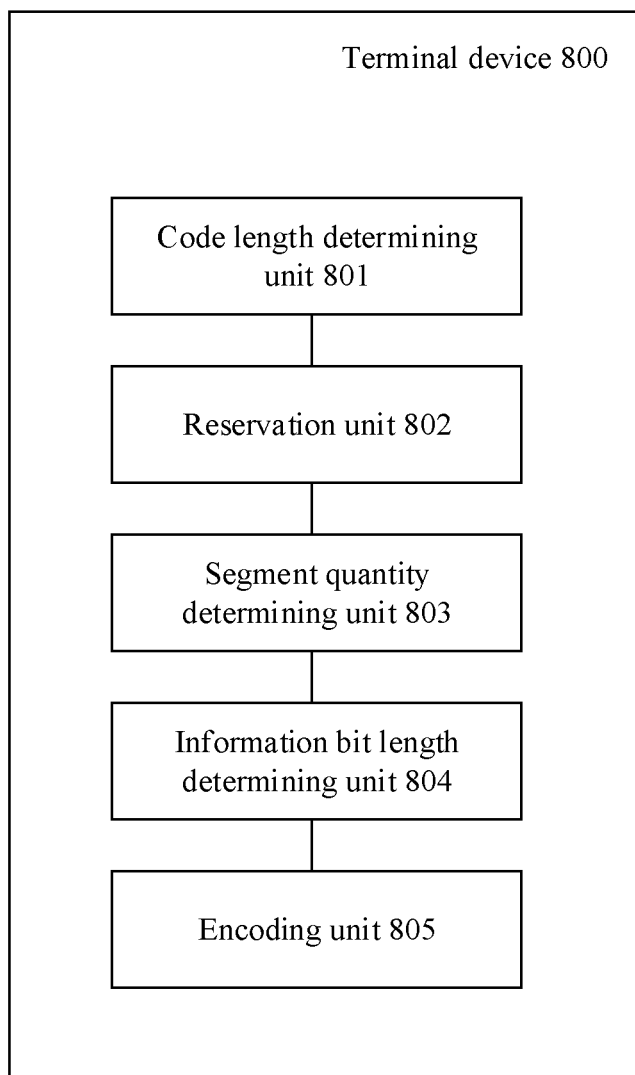 Terminal device 800
Code length determining
unit 801
Reservation unit 802
Segment quantity
determining unit 803
Information bit length
determining unit 804
Encoding unit 805